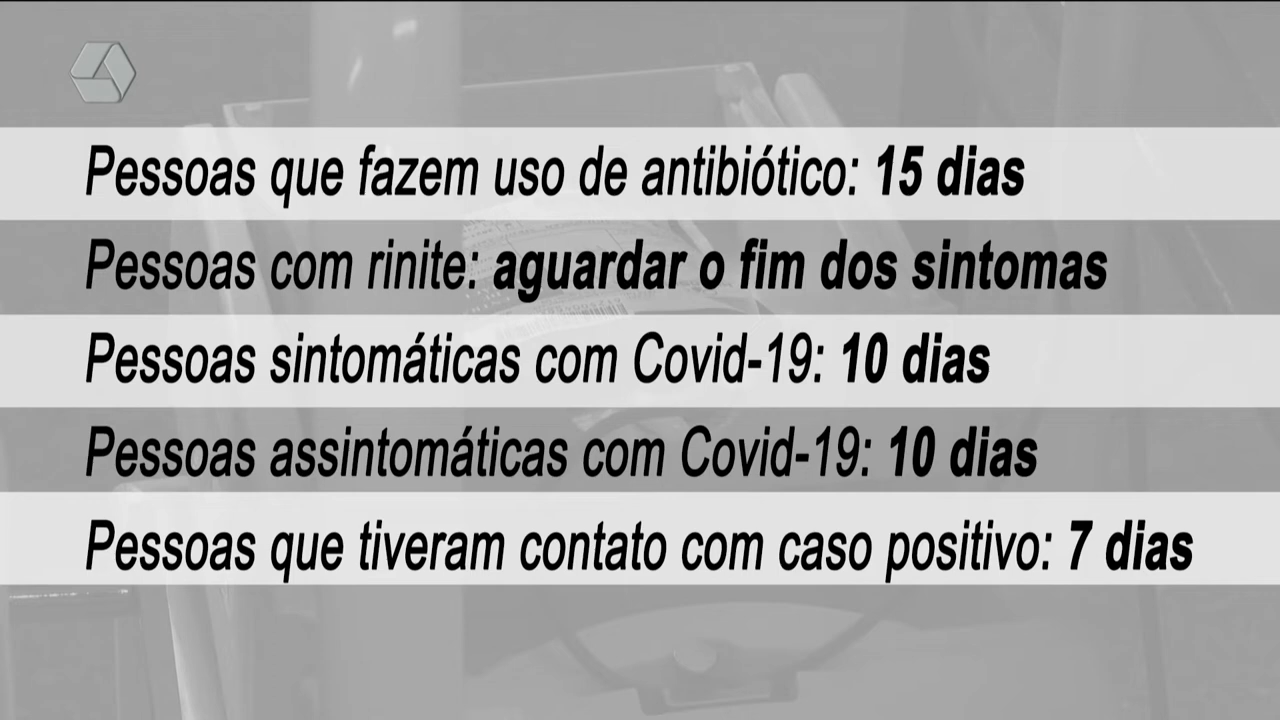 Pessoas que fazem uso de antibiótico: 15 dias
Pessoas com rinite: aguardar o fim dos sintomas
Pessoas sintomáticas com Covid-19: 10 dias
Pessoas assintomáticas com Covid-19: 10 dias
Pessoas que tiveram contato com caso positivo: 7 dias